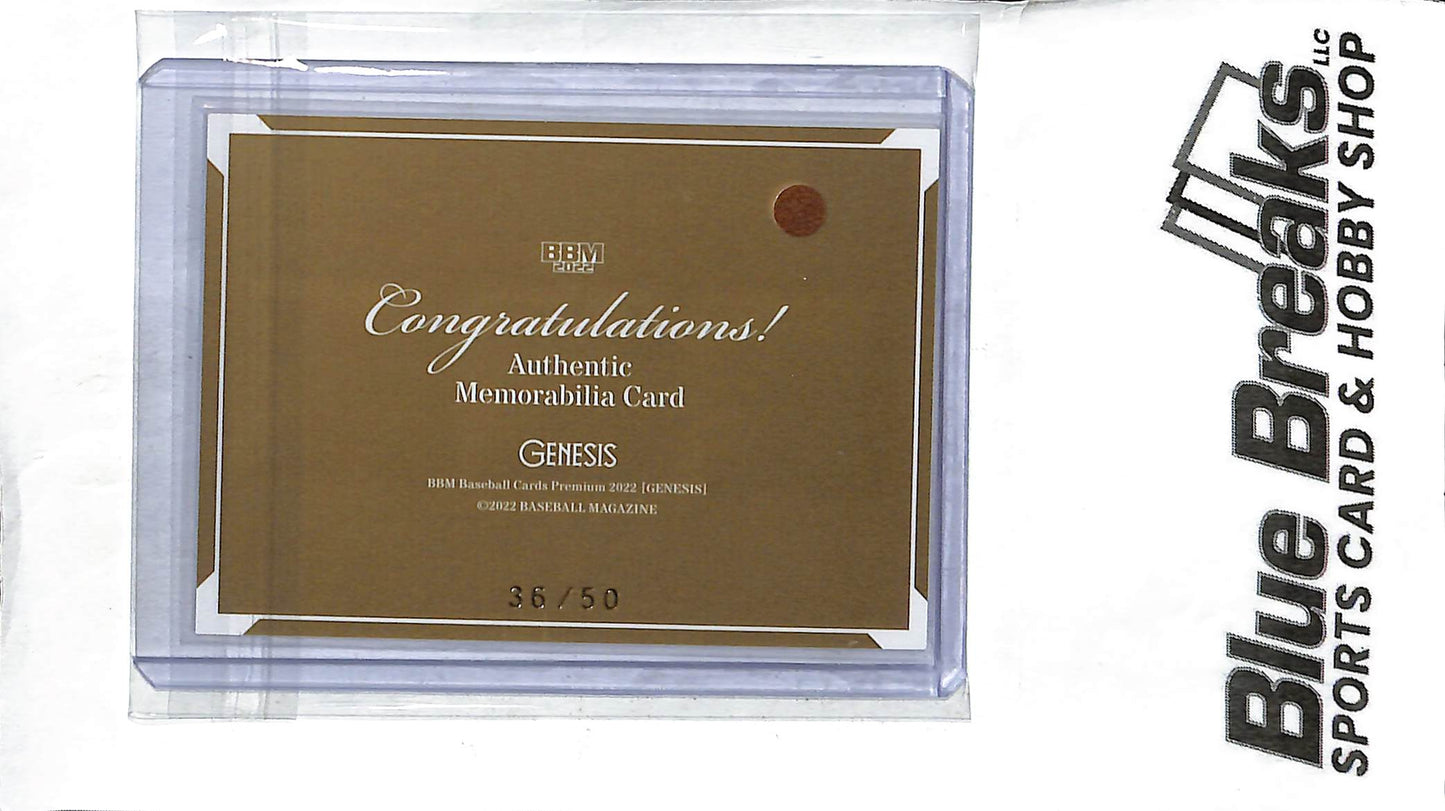 BBM
2022
Congratulations!
Authentic
Memorabilia Card
GENESIS
BBM Baseball Cards Premium 2022 [GENESIS]
©2022 BASEBALL MAGAZINE
36/50
Blue Breaks LLC
SPORTS CARD & HOBBY SHOP